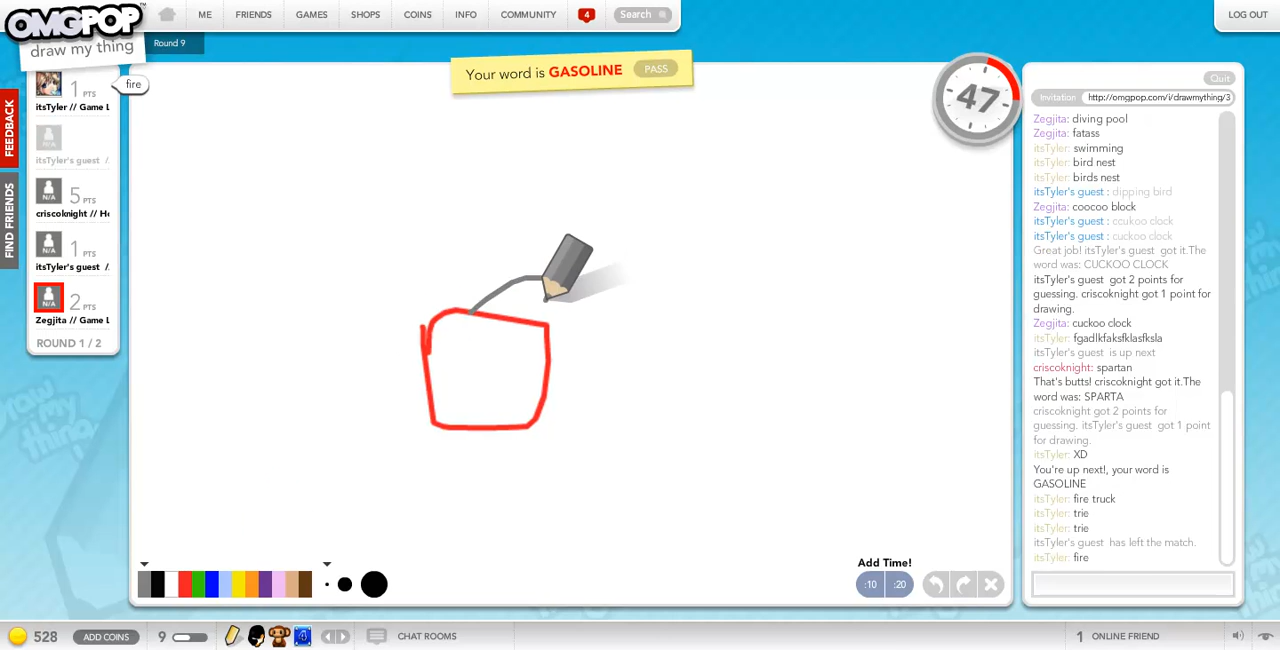 OMGPOP
draw my thing
ME
FRIENDS
GAMES
SHOPS
COINS
INFO
COMMUNITY
4
Search
LOG OUT
Round 9
Your word is GASOLINE
PASS
47
FEEDBACK
FIND FRIENDS
1 PTS
fire
itsTyler // Game L
itsTyler's guest /
N/A
5 PTS
criscoknight // Ho
N/A
1 PTS
itsTyler's guest /
N/A
2 PTS
Zegjita // Game L
ROUND 1 / 2
Quit
Invitation
http://omgpop.com/i/drawmything/3
Zegjita: diving pool
Zegjita: fatass
itsTyler: swimming
itsTyler: bird nest
itsTyler: birds nest
itsTyler's guest : dipping bird
Zegjita: coocoo block
itsTyler's guest : ccukoo clock
itsTyler's guest : cuckoo clock
Great job! itsTyler's guest got it.The
word was: CUCKOO CLOCK
itsTyler's guest got 2 points for
guessing. criscoknight got 1 point for
drawing.
Zegjita: cuckoo clock
itsTyler: fgadlkfaksfklasfksla
itsTyler's guest is up next
criscoknight: spartan
That's butts! criscoknight got it.The
word was: SPARTA
criscoknight got 2 points for
guessing. itsTyler's guest got 1 point
for drawing.
itsTyler: XD
You're up next!, your word is
GASOLINE
itsTyler: fire truck
itsTyler: trie
itsTyler: trie
itsTyler's guest has left the match.
itsTyler: fire
Add Time!
:10
:20
528
ADD COINS
9
4
CHAT ROOMS
1 ONLINE FRIEND